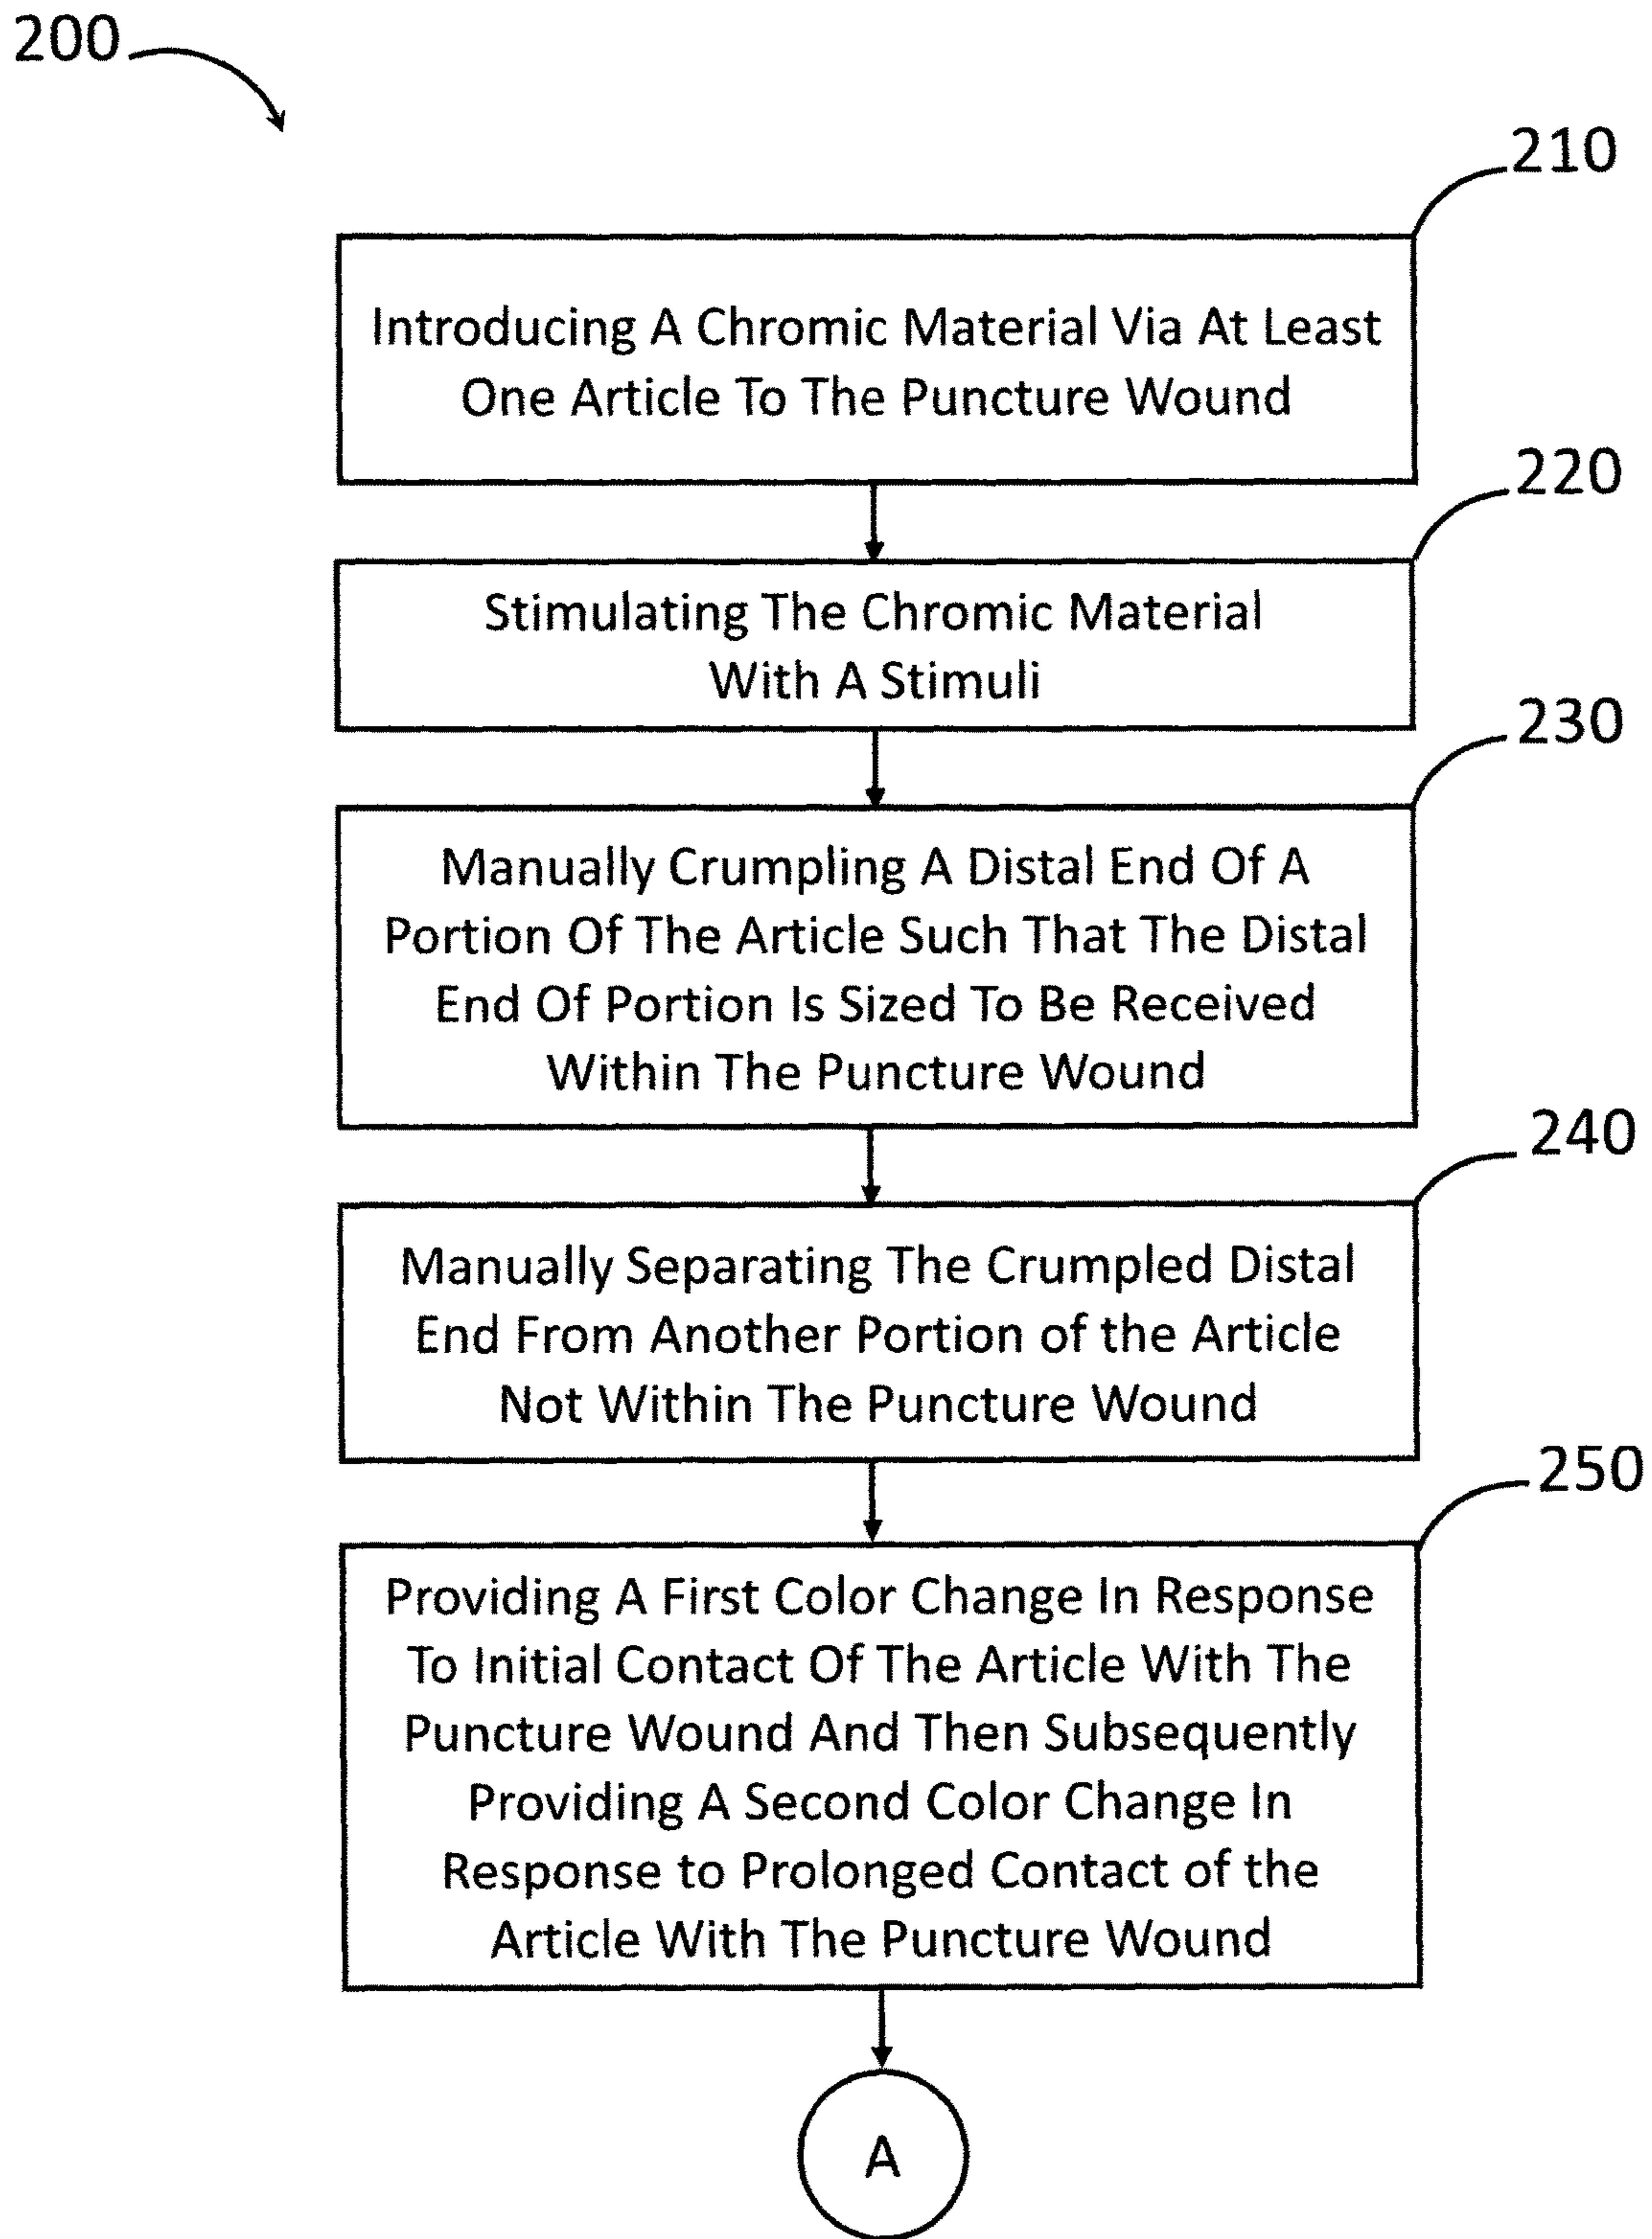 200
210
Introducing A Chromic Material Via At Least
One Article To The Puncture Wound
220
Stimulating The Chromic Material
With A Stimuli
230
Manually Crumpling A Distal End Of A
Portion Of The Article Such That The Distal
End Of Portion Is Sized To Be Received
Within The Puncture Wound
240
Manually Separating The Crumpled Distal
End From Another Portion of the Article
Not Within The Puncture Wound
250
Providing A First Color Change In Response
To Initial Contact Of The Article With The
Puncture Wound And Then Subsequently
Providing A Second Color Change In
Response to Prolonged Contact of the
Article With The Puncture Wound
A